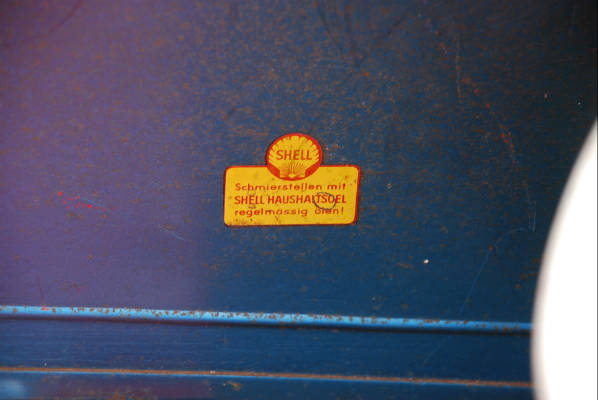 SHELL
Schmierstellen mit
SHELL HAUSHALTSOEL
regelmässig ölen!